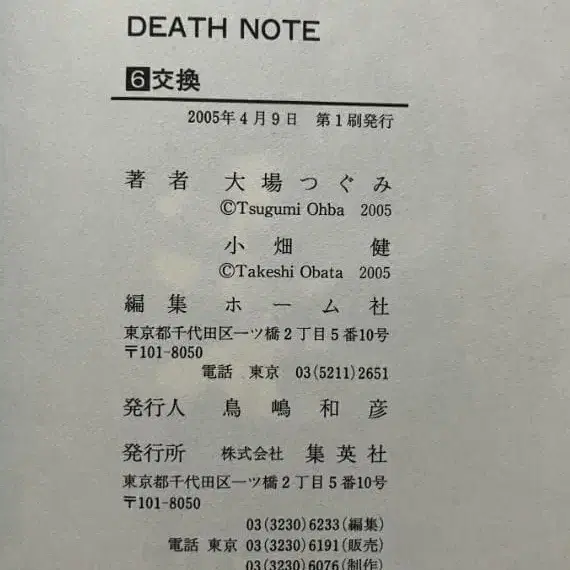 DEATH NOTE
6交換
2005年4月9日 第1刷発行
著者 大場つぐみ
©Tsugumi Ohba 2005
小畑 健
©Takeshi Obata 2005
編集 ホーム社
東京都千代田区一ツ橋2丁目5番10号
〒101-8050
電話 東京 03(5211)2651
発行人 鳥嶋和彦
発行所 株式会社 集英社
東京都千代田区一ツ橋2丁目5番10号
〒101-8050
03(3230)6233(編集)
電話 東京 03(3230)6191(販売)
03(3230)6076(制作)